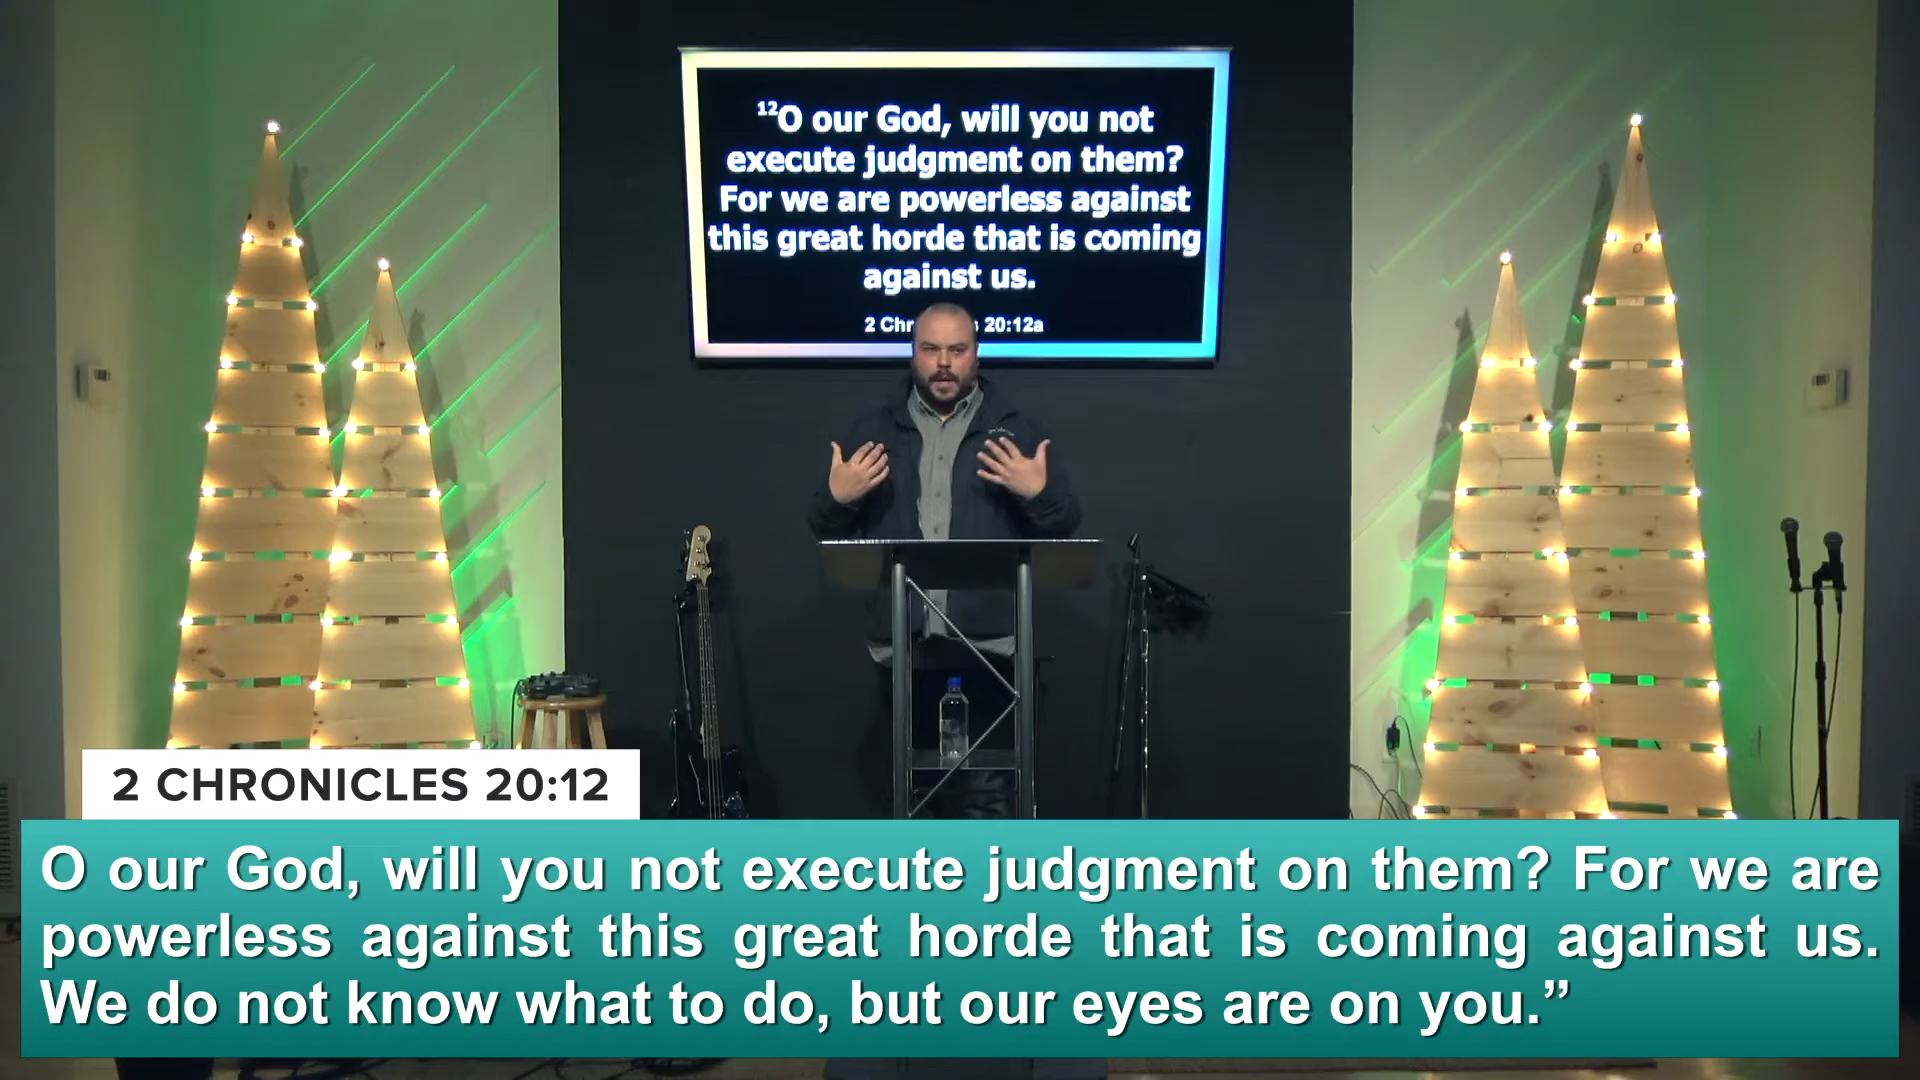 ¹²O our God, will you not
execute judgment on them?
For we are powerless against
this great horde that is coming
against us.
2 Chr s 20:12a
2 CHRONICLES 20:12
O our God, will you not execute judgment on them? For we are
powerless against this great horde that is coming against us.
We do not know what to do, but our eyes are on you.”